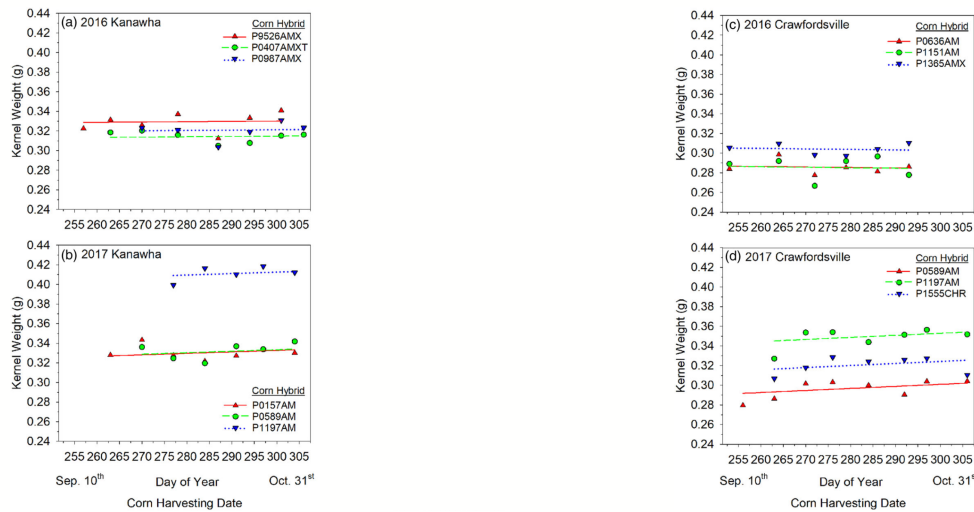 (a) 2016 Kanawha
Corn Hybrid
P9526AMX
P0407AMXT
P0987AMX
Kernel Weight (g)
0.44
0.42
0.40
0.38
0.36
0.34
0.32
0.30
0.28
0.26
0.24
255 260 265 270 275 280 285 290 295 300 305
(b) 2017 Kanawha
Corn Hybrid
P0157AM
P0589AM
P1197AM
Kernel Weight (g)
0.44
0.42
0.40
0.38
0.36
0.34
0.32
0.30
0.28
0.26
0.24
255 260 265 270 275 280 285 290 295 300 305
Sep. 10th Day of Year Oct. 31st
Corn Harvesting Date
(c) 2016 Crawfordsville
Corn Hybrid
P0636AM
P1151AM
P1365AMX
Kernel Weight (g)
0.44
0.42
0.40
0.38
0.36
0.34
0.32
0.30
0.28
0.26
0.24
255 260 265 270 275 280 285 290 295 300 305
(d) 2017 Crawfordsville
Corn Hybrid
P0589AM
P1197AM
P1555CHR
Kernel Weight (g)
0.44
0.42
0.40
0.38
0.36
0.34
0.32
0.30
0.28
0.26
0.24
255 260 265 270 275 280 285 290 295 300 305
Sep. 10th Day of Year Oct. 31st
Corn Harvesting Date